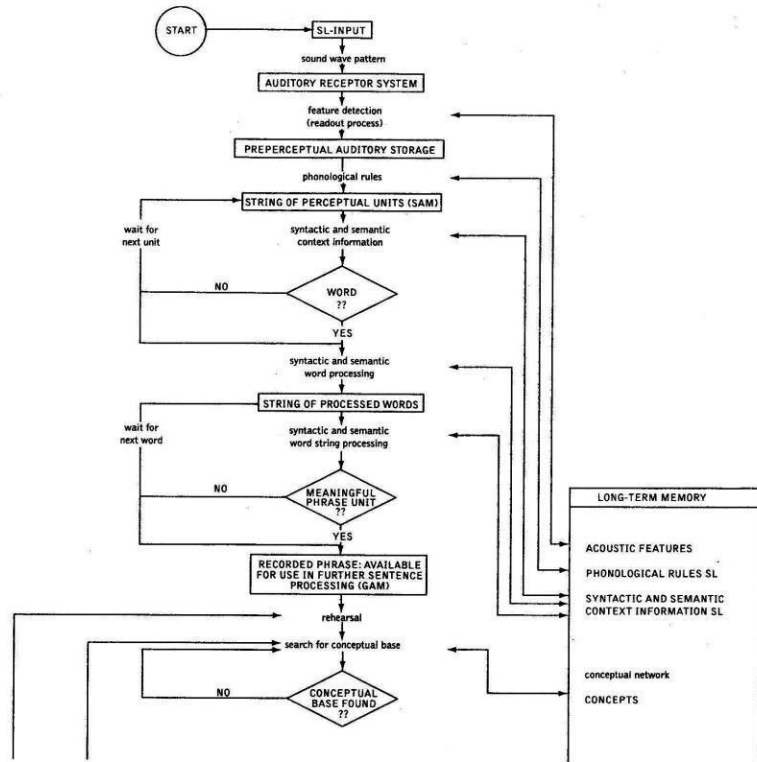 START
SL-INPUT
sound wave pattern
AUDITORY RECEPTOR SYSTEM
feature detection
(readout process)
PREPERCEPTUAL AUDITORY STORAGE
phonological rules
STRING OF PERCEPTUAL UNITS (SAM)
wait for
next unit
syntactic and semantic
context information
NO
WORD
??
YES
syntactic and semantic
word processing
STRING OF PROCESSED WORDS
wait for
next word
syntactic and semantic
word string processing
NO
MEANINGFUL
PHRASE UNIT
??
YES
RECORDED PHRASE: AVAILABLE
FOR USE IN FURTHER SENTENCE
PROCESSING (GAM)
rehearsal
search for conceptual base
NO
CONCEPTUAL
BASE FOUND
??
LONG-TERM MEMORY
ACOUSTIC FEATURES
PHONOLOGICAL RULES SL
SYNTACTIC AND SEMANTIC
CONTEXT INFORMATION SL
conceptual network
CONCEPTS